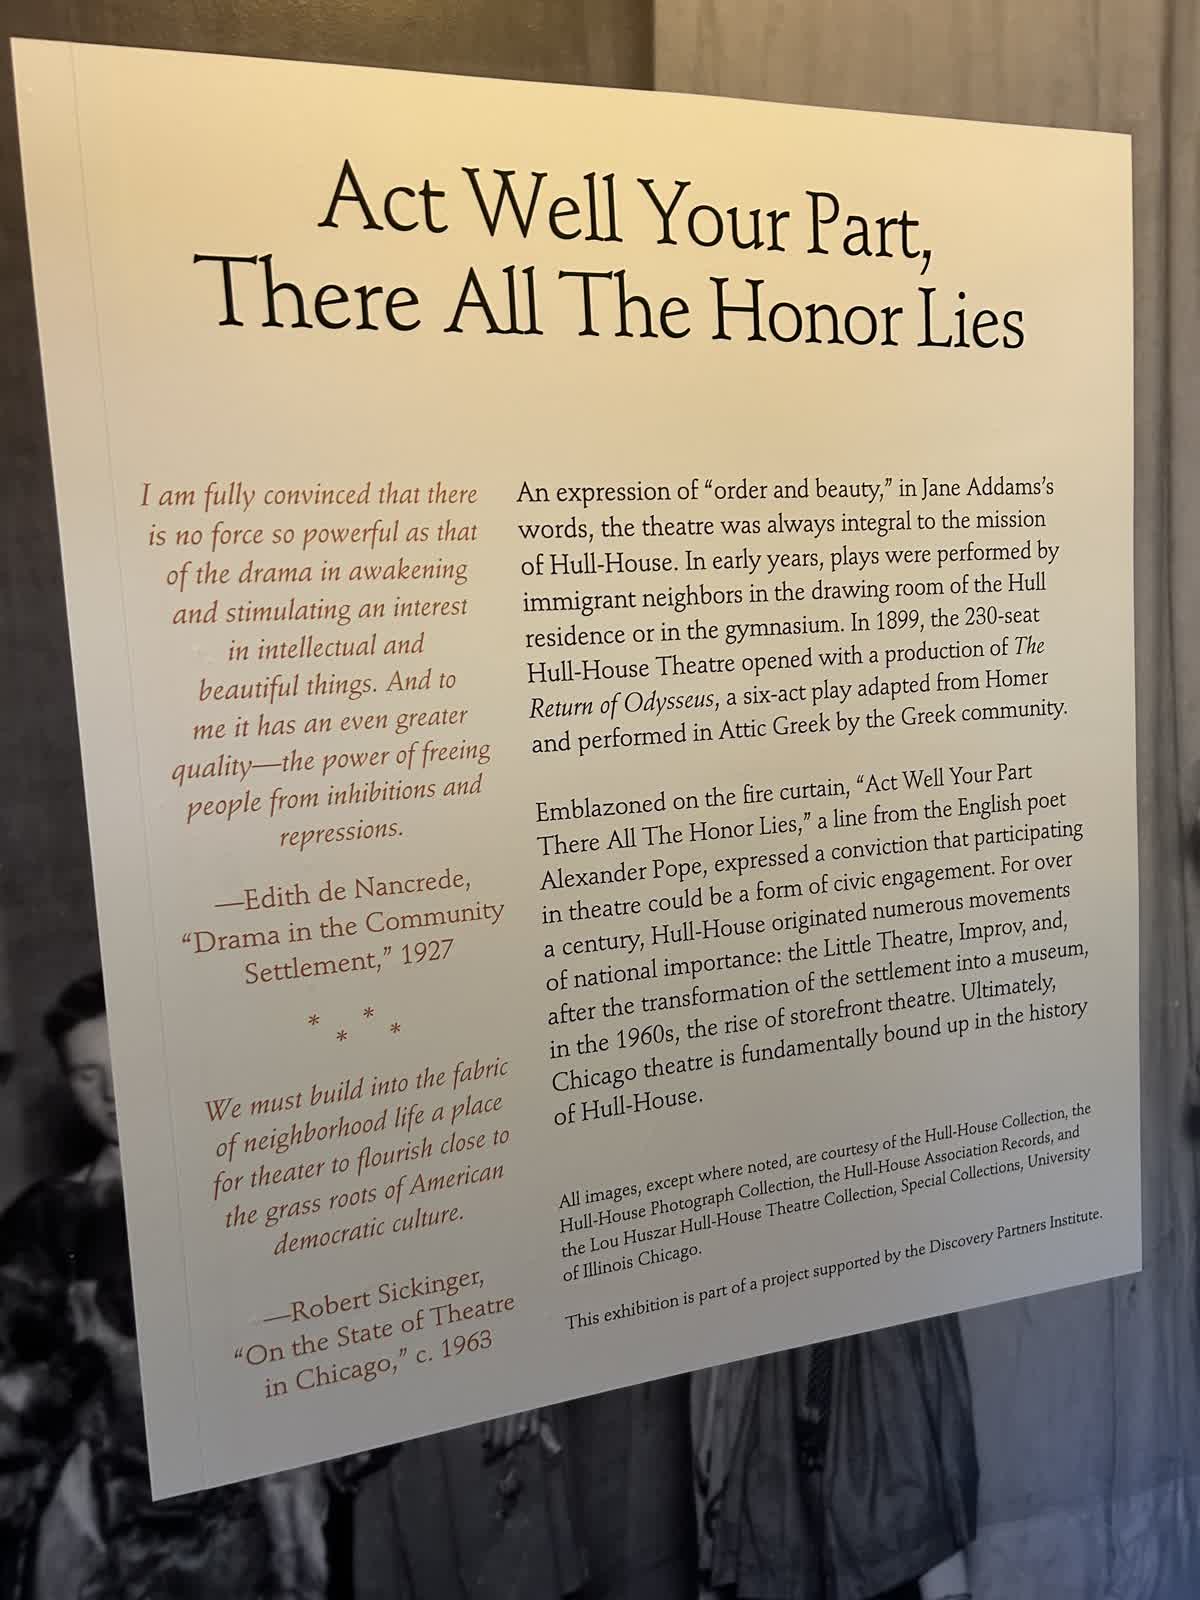 Act Well Your Part,
There All The Honor Lies
I am fully convinced that there
is no force so powerful as that
of the drama in awakening
and stimulating an interest
in intellectual and
beautiful things. And to
me it has an even greater
quality—the power of freeing
people from inhibitions and
repressions.
—Edith de Nancrede,
“Drama in the Community
Settlement,” 1927
* * * *
We must build into the fabric
of neighborhood life a place
for theater to flourish close to
the grass roots of American
democratic culture.
—Robert Sickinger,
“On the State of Theatre
in Chicago,” c. 1963
An expression of “order and beauty,” in Jane Addams’s
words, the theatre was always integral to the mission
of Hull-House. In early years, plays were performed by
immigrant neighbors in the drawing room of the Hull
residence or in the gymnasium. In 1899, the 230-seat
Hull-House Theatre opened with a production of The
Return of Odysseus, a six-act play adapted from Homer
and performed in Attic Greek by the Greek community.
Emblazoned on the fire curtain, “Act Well Your Part
There All The Honor Lies,” a line from the English poet
Alexander Pope, expressed a conviction that participating
in theatre could be a form of civic engagement. For over
a century, Hull-House originated numerous movements
of national importance: the Little Theatre, Improv, and,
after the transformation of the settlement into a museum,
in the 1960s, the rise of storefront theatre. Ultimately,
Chicago theatre is fundamentally bound up in the history
of Hull-House.
All images, except where noted, are courtesy of the Hull-House Collection, the
Hull-House Photograph Collection, the Hull-House Association Records, and
the Lou Huszar Hull-House Theatre Collection, Special Collections, University
of Illinois Chicago.
This exhibition is part of a project supported by the Discovery Partners Institute.